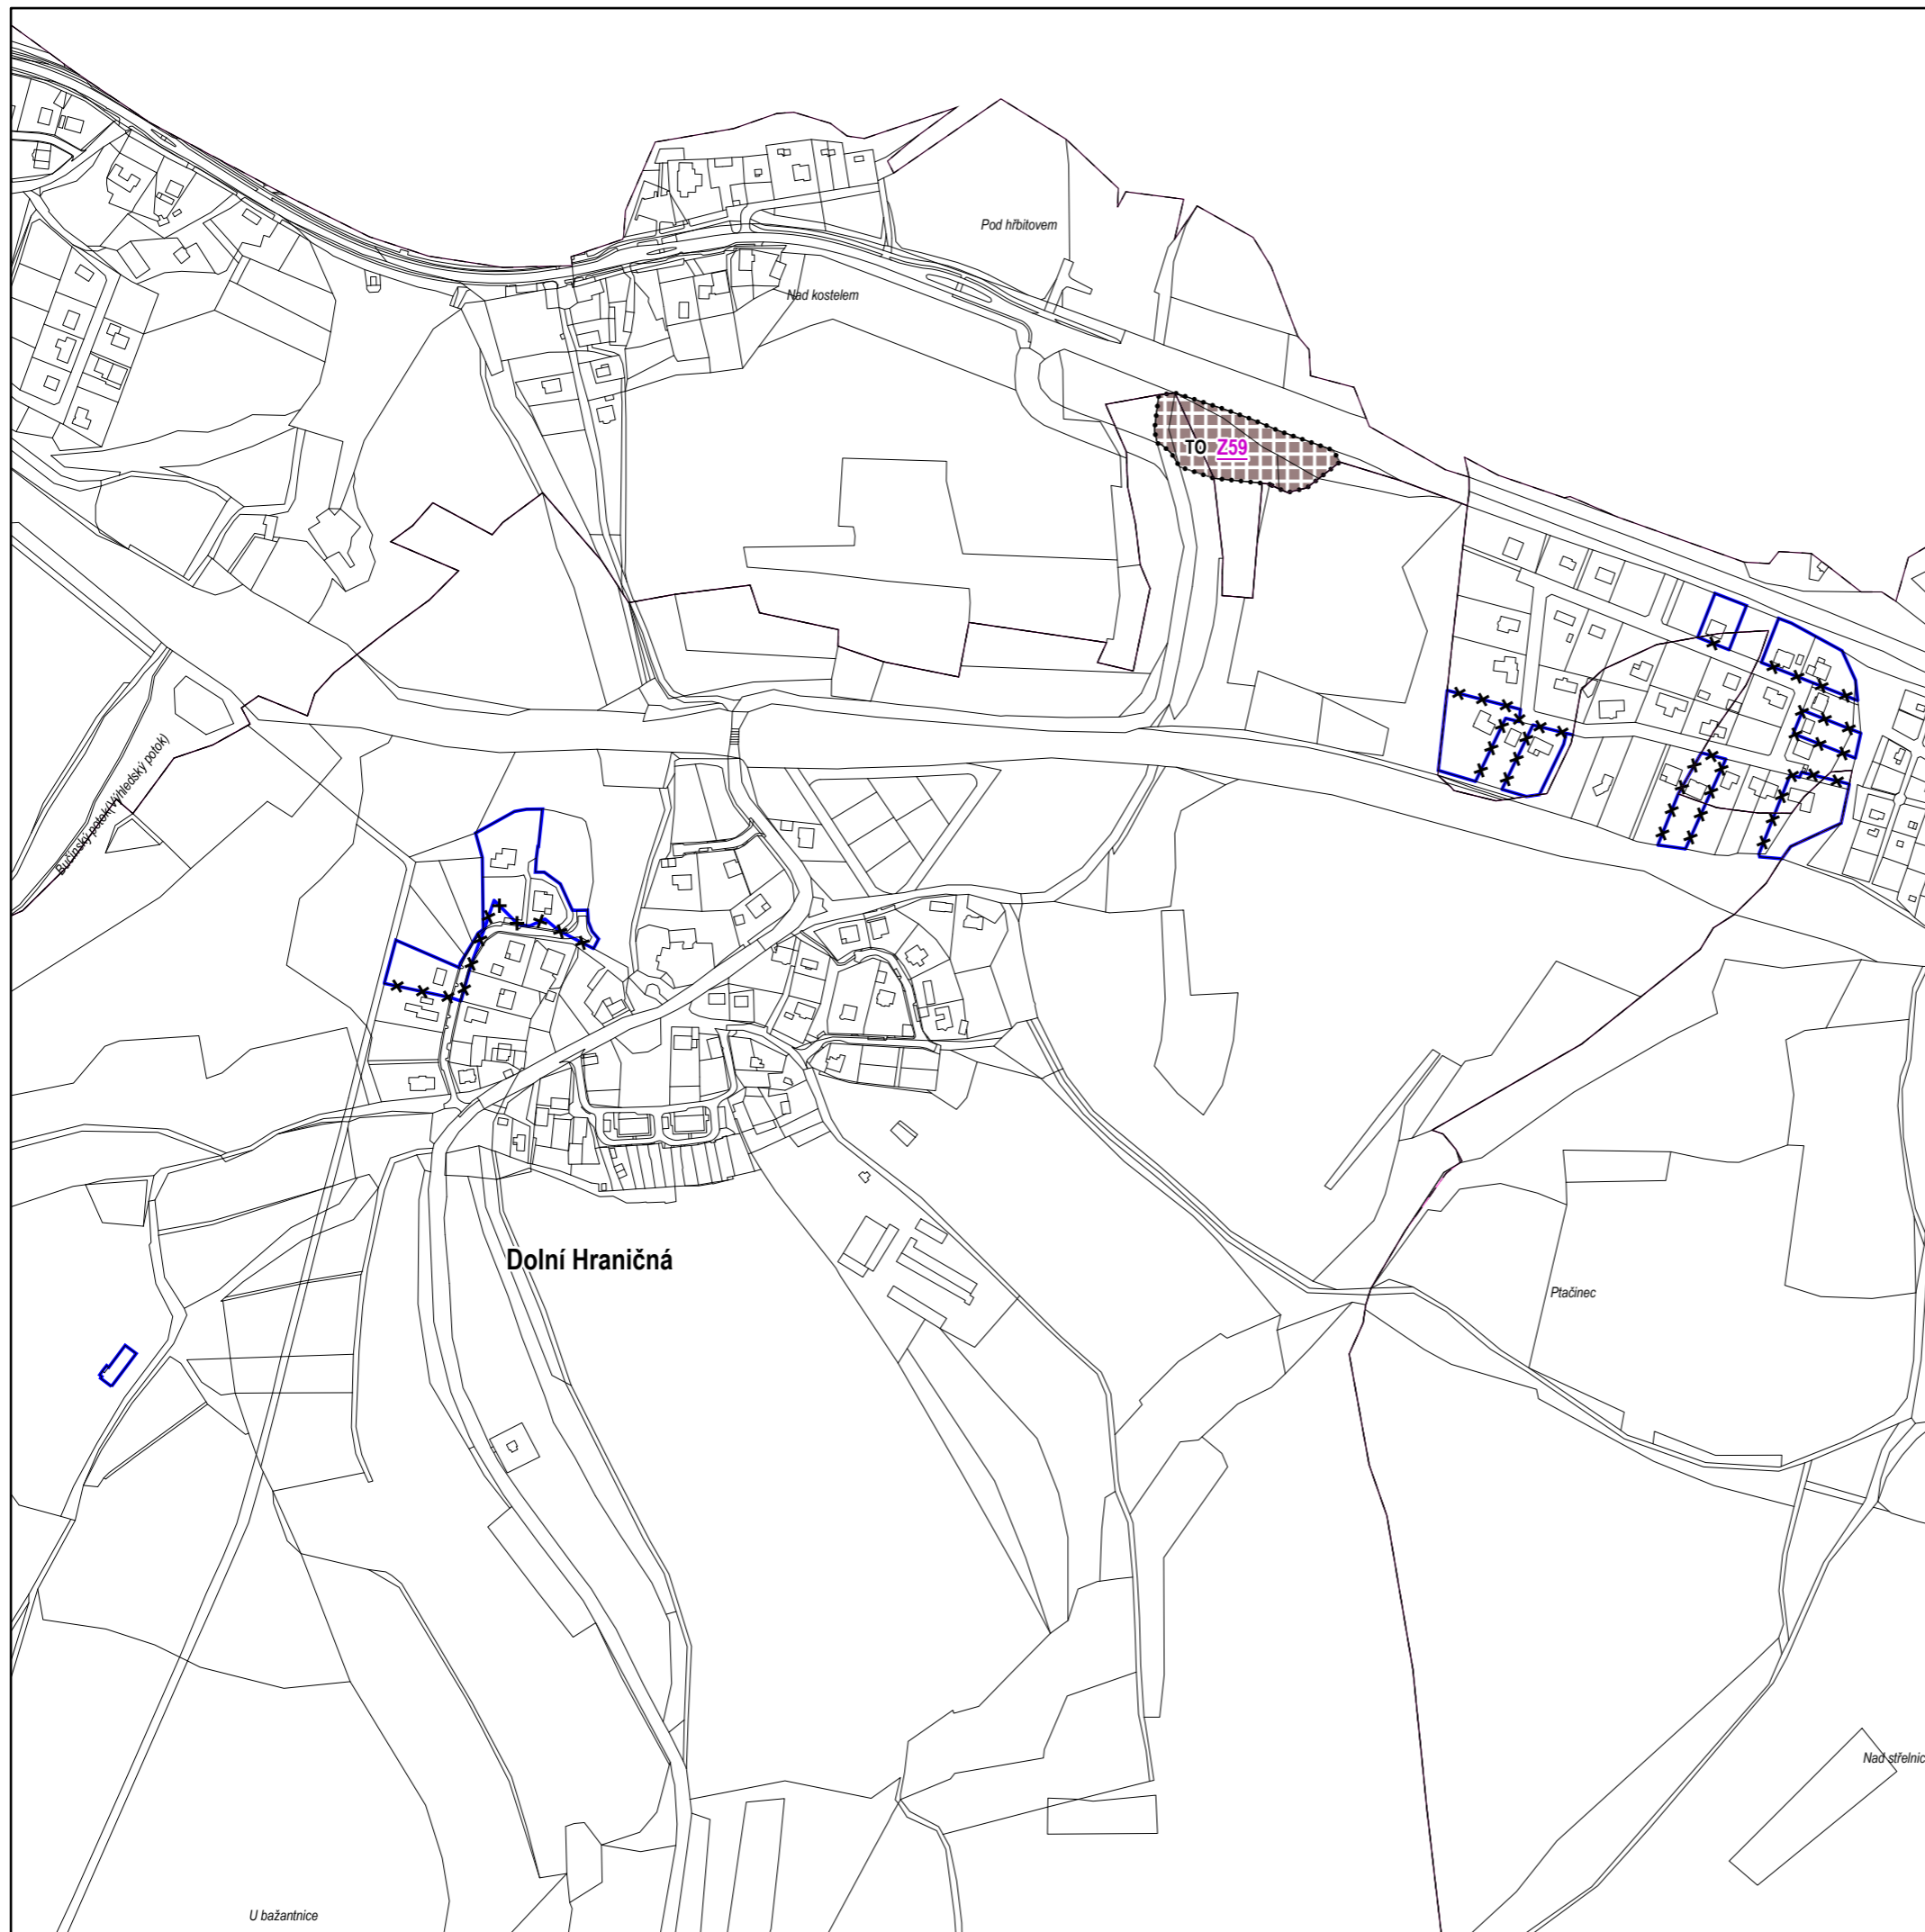 Pod hřbitovem
Nad kostelem
TO Z59
Bučinský potok(Výhledský potok)
Dolní Hraničná
Ptačinec
Nad střelnic
U bažantnice